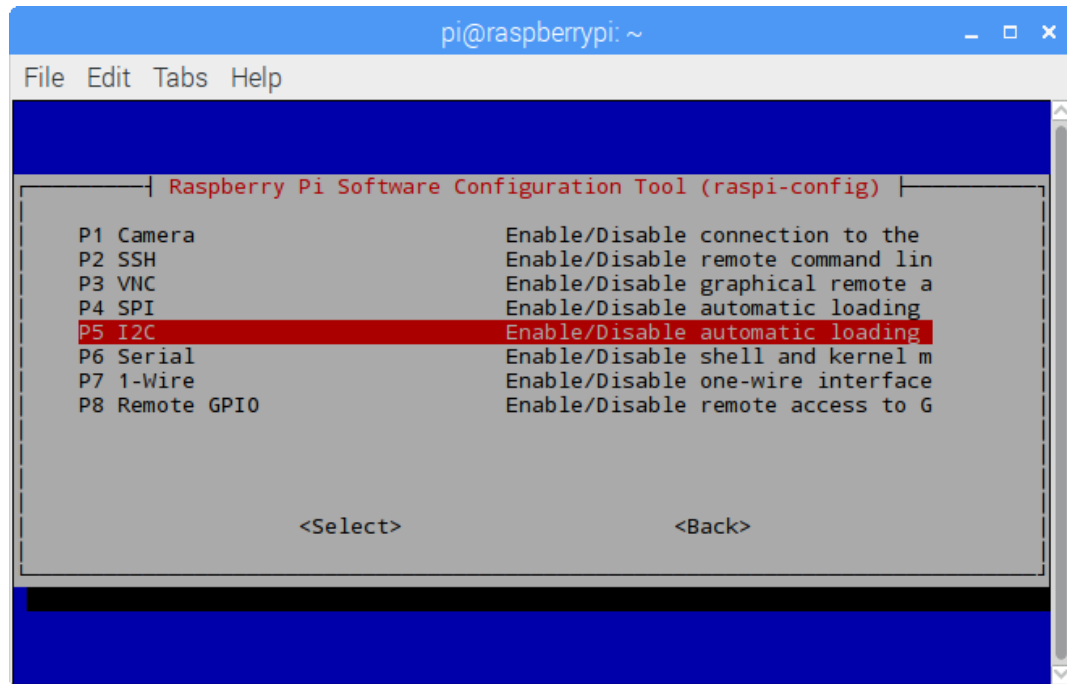 pi@raspberrypi: ~
File Edit Tabs Help
Raspberry Pi Software Configuration Tool (raspi-config)
P1 Camera Enable/Disable connection to the
P2 SSH Enable/Disable remote command lin
P3 VNC Enable/Disable graphical remote a
P4 SPI Enable/Disable automatic loading
P5 I2C Enable/Disable automatic loading
P6 Serial Enable/Disable shell and kernel m
P7 1-Wire Enable/Disable one-wire interface
P8 Remote GPIO Enable/Disable remote access to G
<Select> <Back>